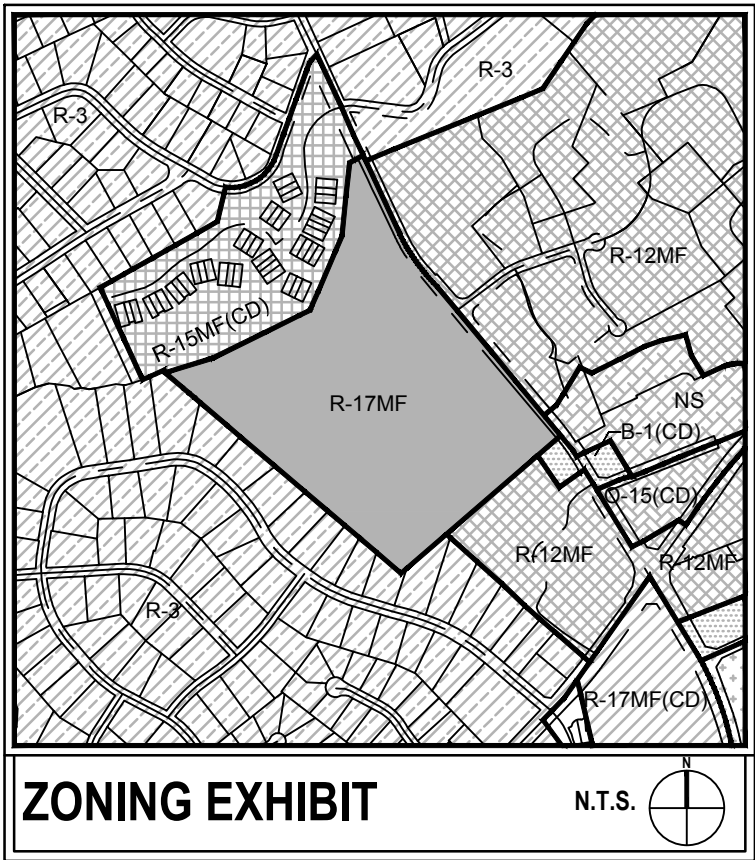 R-3
R-3
R-12MF
R-15MF(CD)
R-17MF
NS
B-1(CD)
O-15(CD)
R-12MF
R-12MF
R-3
R-17MF(CD)
ZONING EXHIBIT
N.T.S.
N